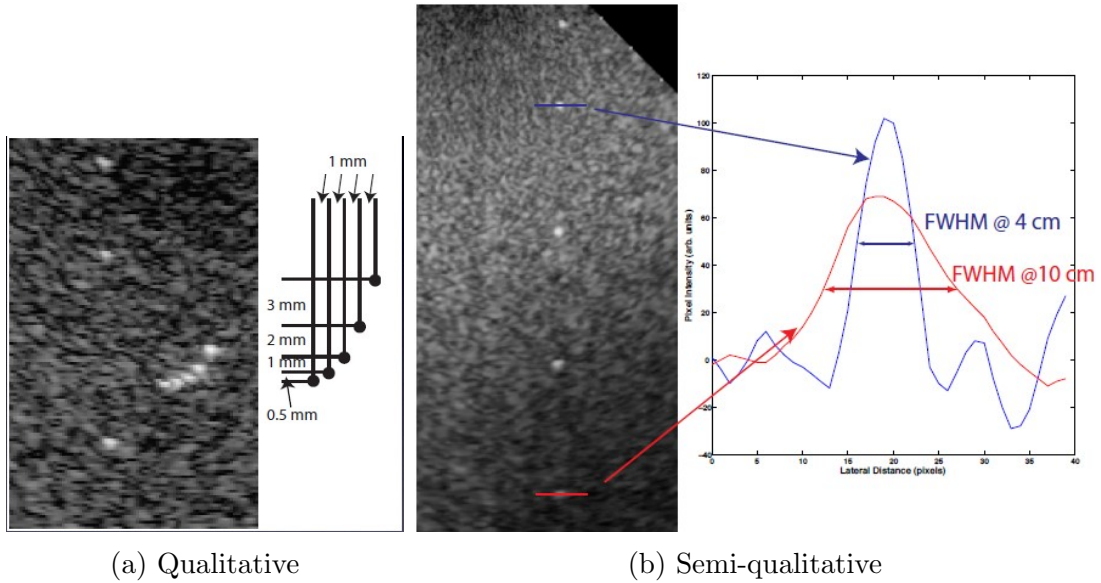 1 mm
3 mm
2 mm
1 mm
0.5 mm
120
100
80
60
40
20
0
−20
−40
0 5 10 15 20 25 30 35 40
Pixel Intensity (arb. units)
Lateral Distance (pixels)
FWHM @ 4 cm
FWHM @10 cm
(a) Qualitative
(b) Semi-qualitative